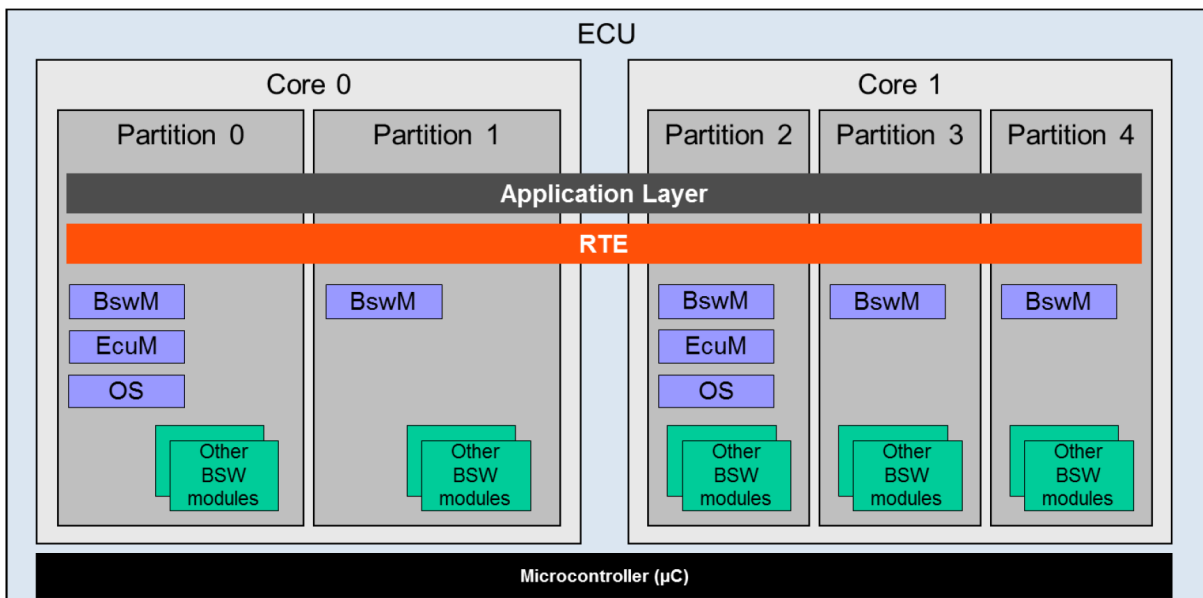 ECU
Core 0
Core 1
Partition 0
Partition 1
Partition 2
Partition 3
Partition 4
Application Layer
RTE
BswM
BswM
BswM
BswM
BswM
EcuM
EcuM
OS
OS
Other
BSW
modules
Other
BSW
modules
Other
BSW
modules
Other
BSW
modules
Other
BSW
modules
Microcontroller (µC)